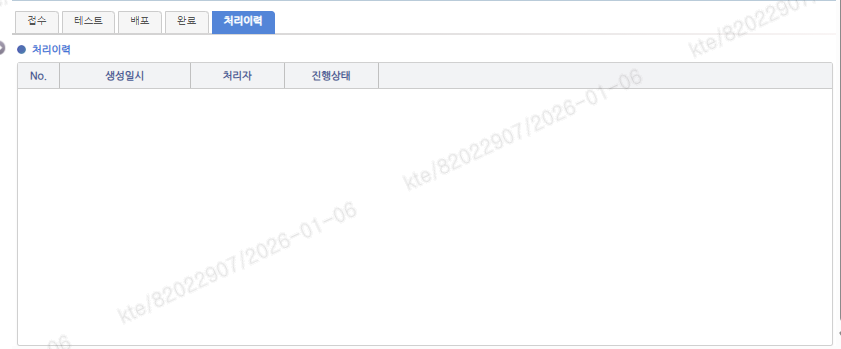 접수 테스트 배포 완료 처리이력
처리이력
No. 생성일시 처리자 진행상태
kte/82022907/2026-01-06
kte/82022907/2026-01-06
kte/82022907/20
-06